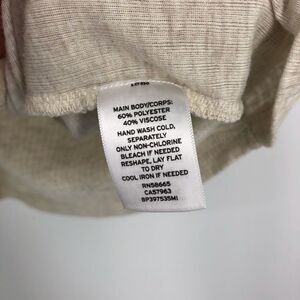 MAIN BODY/CORPS:
60% POLYESTER
40% VISCOSE
HAND WASH COLD,
SEPARATELY
ONLY NON-CHLORINE
BLEACH IF NEEDED
RESHAPE, LAY FLAT
TO DRY
COOL IRON IF NEEDED
RN58665
CA57963
BP397535MI